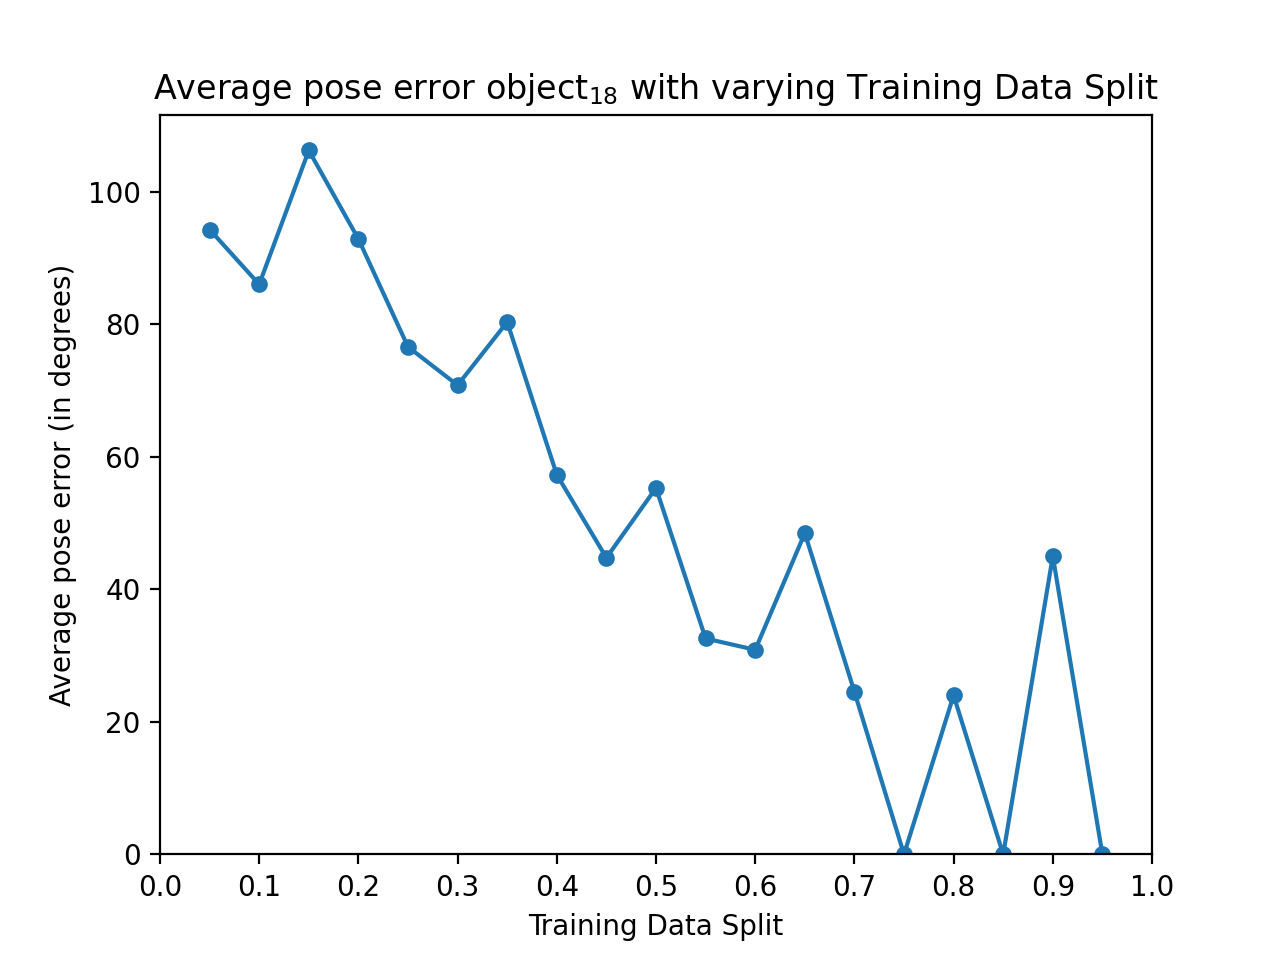 Average pose error object₁₈ with varying Training Data Split
Average pose error (in degrees)
100
80
60
40
20
0
0.0 0.1 0.2 0.3 0.4 0.5 0.6 0.7 0.8 0.9 1.0
Training Data Split